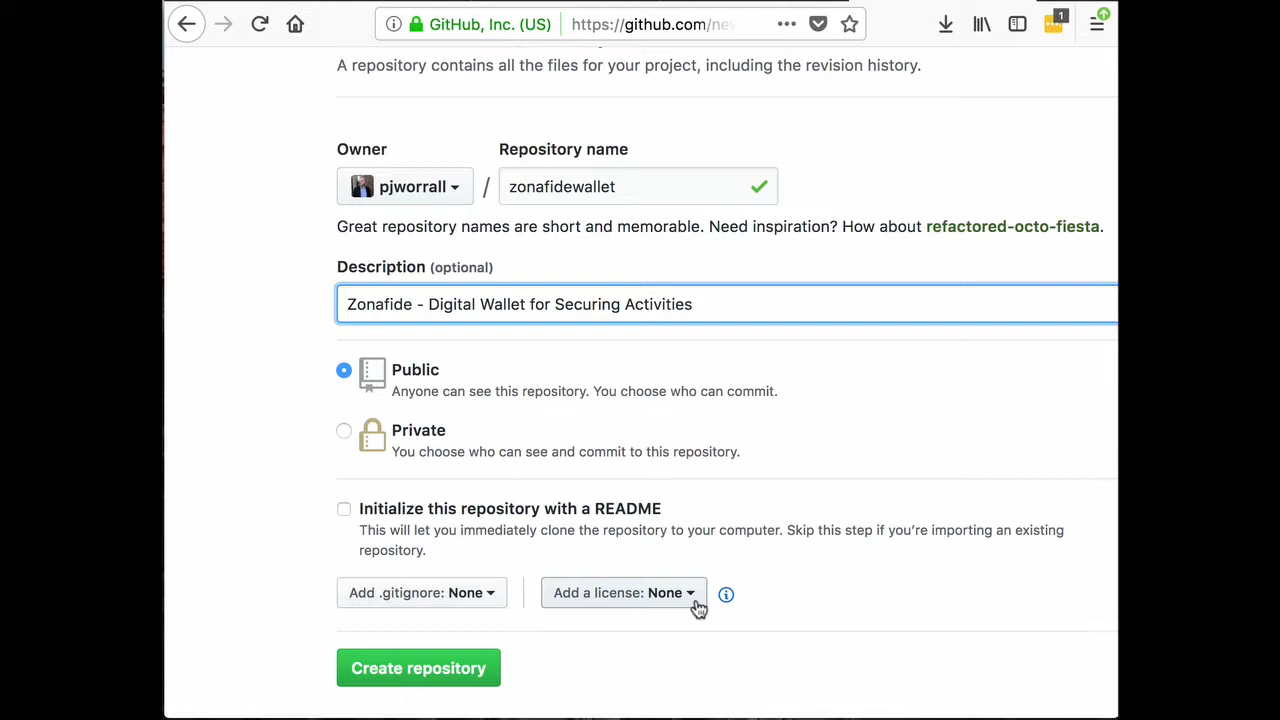 GitHub, Inc. (US) https://github.com/new
1
A repository contains all the files for your project, including the revision history.
Owner Repository name
pjworrall / zonafidewallet
Great repository names are short and memorable. Need inspiration? How about refactored-octo-fiesta.
Description (optional)
Zonafide - Digital Wallet for Securing Activities
Public
Anyone can see this repository. You choose who can commit.
Private
You choose who can see and commit to this repository.
Initialize this repository with a README
This will let you immediately clone the repository to your computer. Skip this step if you’re importing an existing
repository.
Add .gitignore: None Add a license: None
Create repository